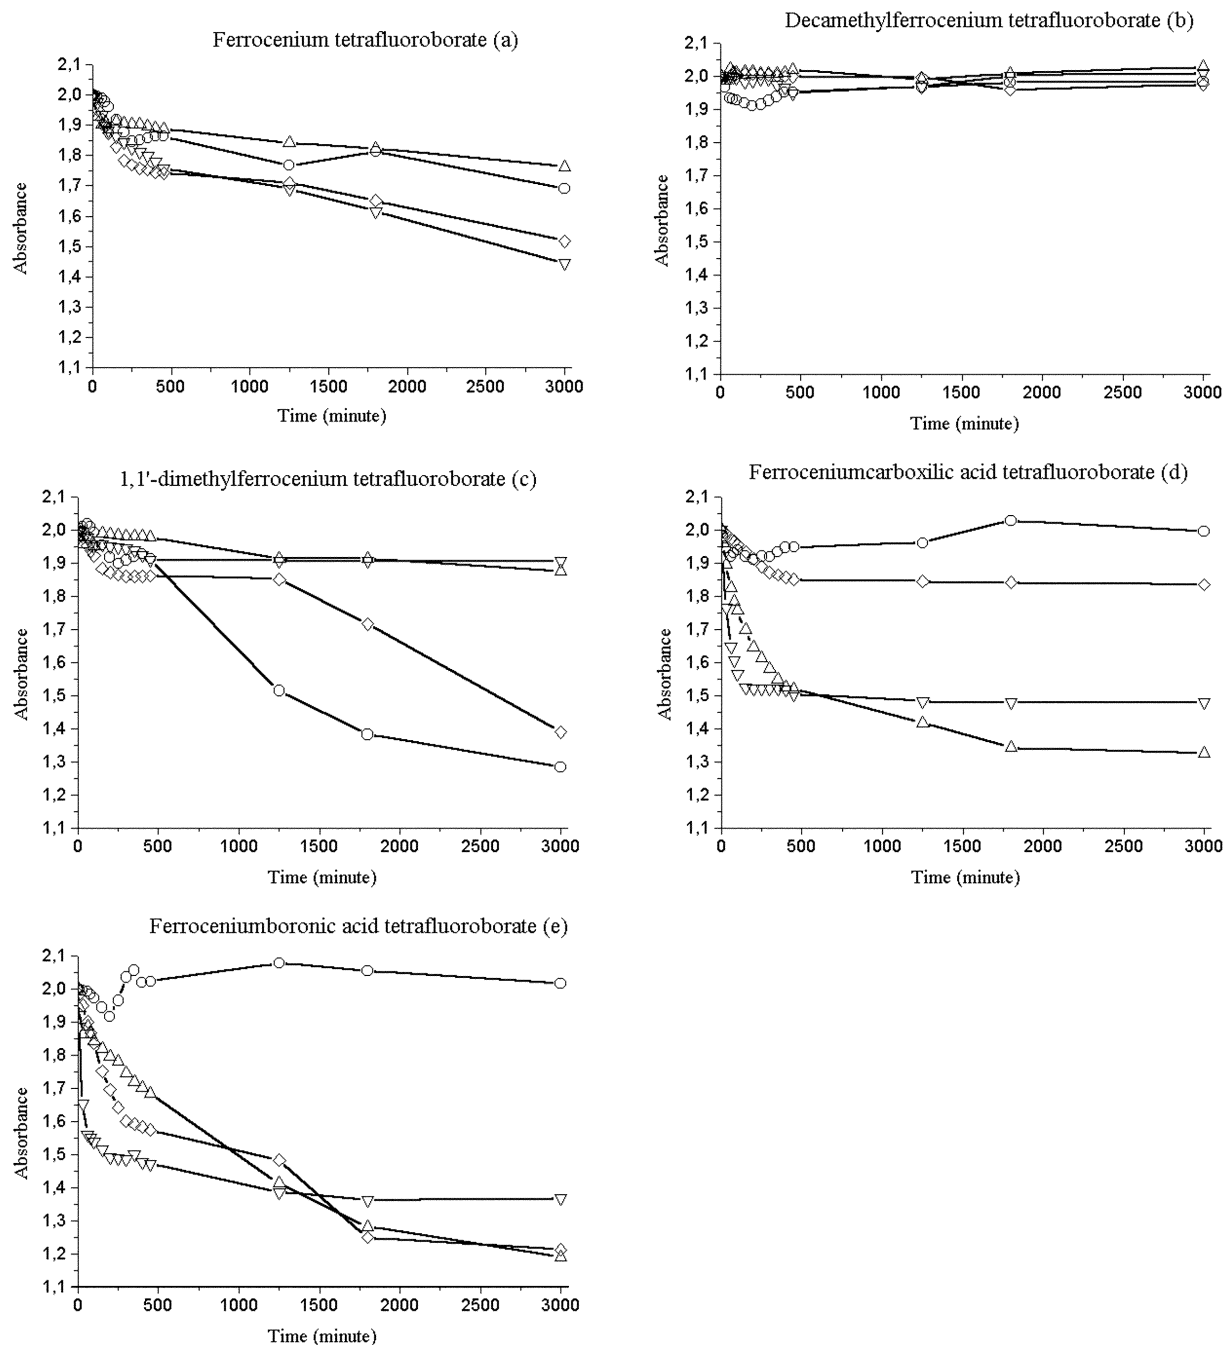 Ferrocenium tetrafluoroborate (a)
2,1
2,0
1,9
1,8
1,7
1,6
1,5
1,4
1,3
1,2
1,1
Absorbance
0 500 1000 1500 2000 2500 3000
Time (minute)
Decamethylferrocenium tetrafluoroborate (b)
2,1
2,0
1,9
1,8
1,7
1,6
1,5
1,4
1,3
1,2
1,1
Absorbance
0 500 1000 1500 2000 2500 3000
Time (minute)
1,1'-dimethylferrocenium tetrafluoroborate (c)
2,1
2,0
1,9
1,8
1,7
1,6
1,5
1,4
1,3
1,2
1,1
Absorbance
0 500 1000 1500 2000 2500 3000
Time (minute)
Ferroceniumcarboxilic acid tetrafluoroborate (d)
2,1
2,0
1,9
1,8
1,7
1,6
1,5
1,4
1,3
1,2
1,1
Absorbance
0 500 1000 1500 2000 2500 3000
Time (minute)
Ferroceniumboronic acid tetrafluoroborate (e)
2,1
2,0
1,9
1,8
1,7
1,6
1,5
1,4
1,3
1,2
1,1
Absorbance
0 500 1000 1500 2000 2500 3000
Time (minute)